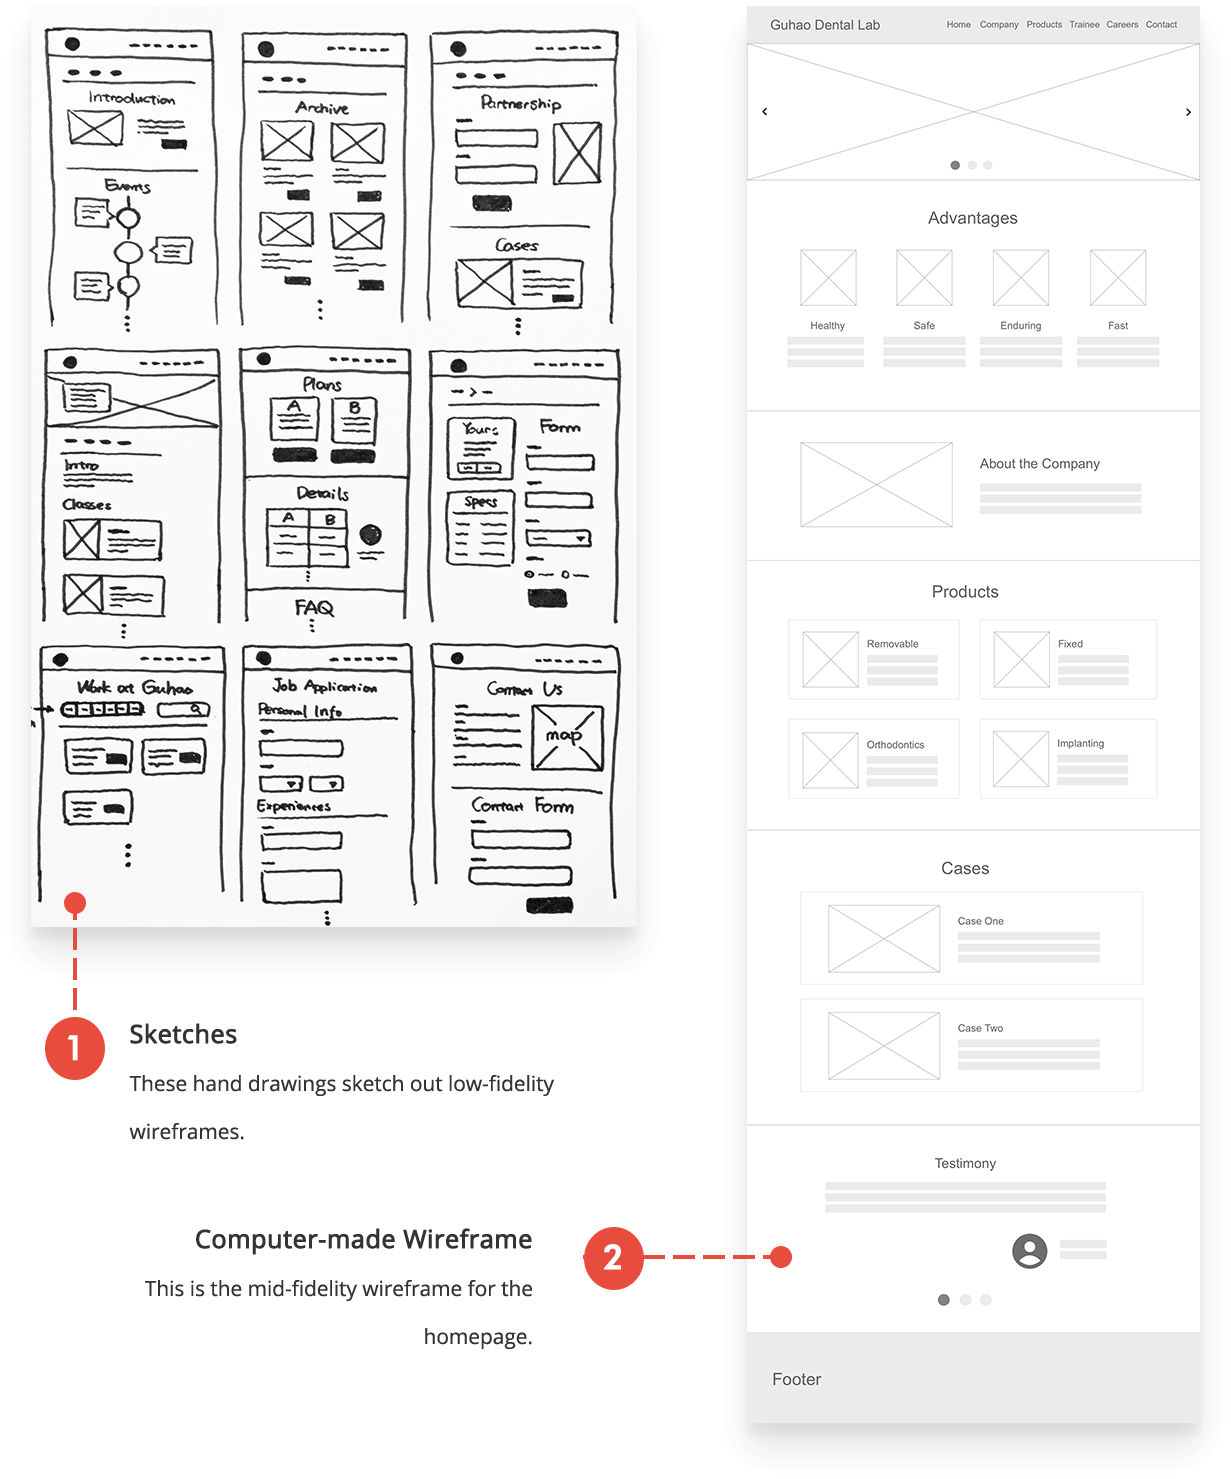 Introduction
Events
Archive
Partnership
Cases
Intro
Classes
Plans
A B
Details
A B
FAQ
Yours
Form
Specs
Work at Guhao
Job Application
Personal Info
Experiences
Contact Us
map
Contact Form
1
Sketches
These hand drawings sketch out low-fidelity
wireframes.
Computer-made Wireframe
This is the mid-fidelity wireframe for the
homepage.
2
Guhao Dental Lab
Home Company Products Trainee Careers Contact
Advantages
Healthy Safe Enduring Fast
About the Company
Products
Removable Fixed
Orthodontics Implanting
Cases
Case One
Case Two
Testimony
Footer